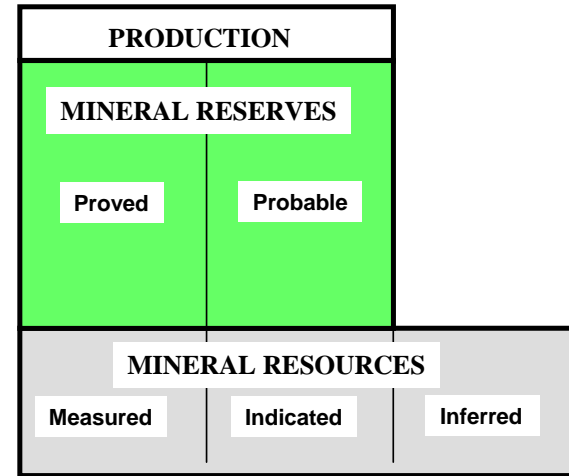 PRODUCTION
MINERAL RESERVES
Proved Probable
MINERAL RESOURCES
Measured Indicated Inferred